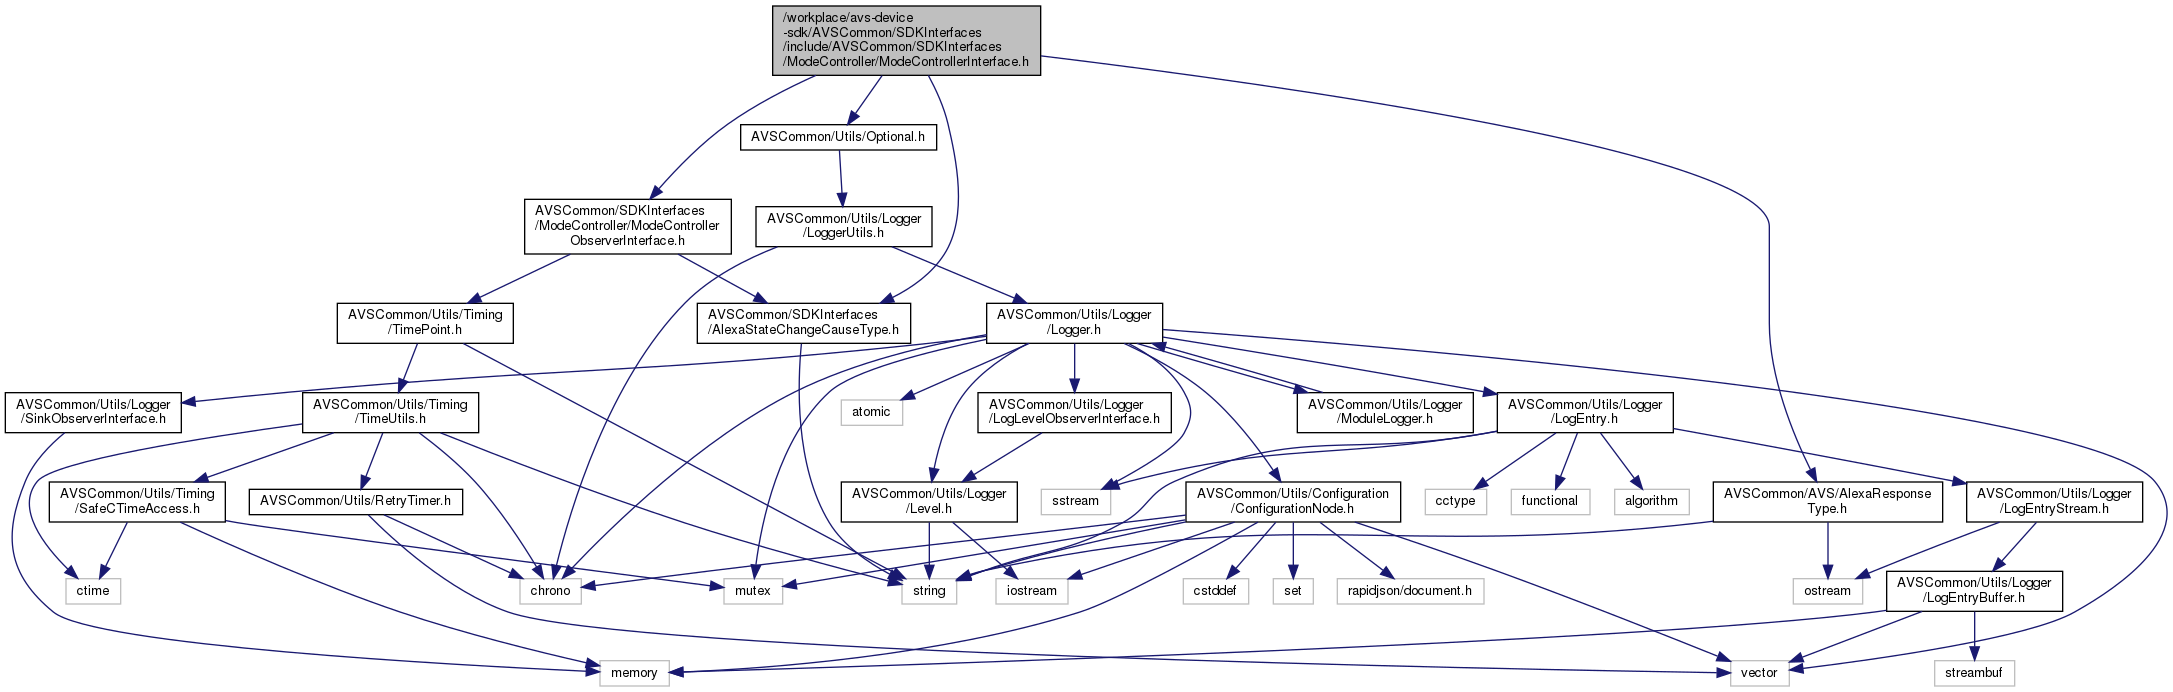 /workplace/avs-device
-sdk/AVSCommon/SDKInterfaces
/include/AVSCommon/SDKInterfaces
/ModeController/ModeControllerInterface.h
AVSCommon/Utils/Optional.h
AVSCommon/SDKInterfaces
/ModeController/ModeController
ObserverInterface.h
AVSCommon/Utils/Logger
/LoggerUtils.h
AVSCommon/Utils/Timing
/TimePoint.h
AVSCommon/SDKInterfaces
/AlexaStateChangeCauseType.h
AVSCommon/Utils/Logger
/Logger.h
AVSCommon/Utils/Logger
/SinkObserverInterface.h
AVSCommon/Utils/Timing
/TimeUtils.h
atomic
AVSCommon/Utils/Logger
/LogLevelObserverInterface.h
AVSCommon/Utils/Logger
/ModuleLogger.h
AVSCommon/Utils/Logger
/LogEntry.h
AVSCommon/Utils/Timing
/SafeCTimeAccess.h
AVSCommon/Utils/RetryTimer.h
AVSCommon/Utils/Logger
/Level.h
sstream
AVSCommon/Utils/Configuration
/ConfigurationNode.h
cctype
functional
algorithm
AVSCommon/AVS/AlexaResponse
Type.h
AVSCommon/Utils/Logger
/LogEntryStream.h
ctime
chrono
mutex
string
iostream
cstddef
set
rapidjson/document.h
ostream
AVSCommon/Utils/Logger
/LogEntryBuffer.h
memory
vector
streambuf